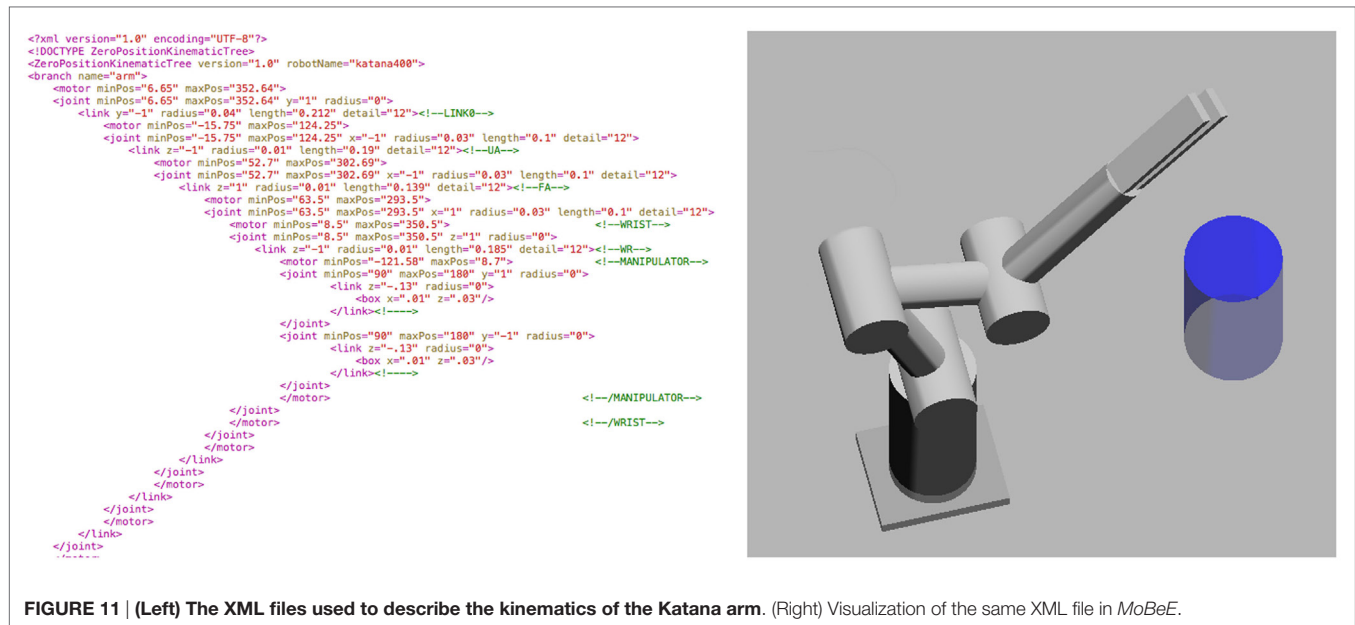 <?xml version="1.0" encoding="UTF-8"?>
<!DOCTYPE ZeroPositionKinematicTree>
<ZeroPositionKinematicTree version="1.0" robotName="katana400">
<branch name="arm">
<motor minPos="6.65" maxPos="352.64">
<joint minPos="6.65" maxPos="352.64" y="1" radius="0">
<link y="-1" radius="0.04" length="0.212" detail="12"><!--LINK0-->
<motor minPos="-15.75" maxPos="124.25">
<joint minPos="-15.75" maxPos="124.25" x="-1" radius="0.03" length="0.1" detail="12">
<link z="-1" radius="0.01" length="0.19" detail="12"><!--UA-->
<motor minPos="52.7" maxPos="302.69">
<joint minPos="52.7" maxPos="302.69" x="-1" radius="0.03" length="0.1" detail="12">
<link z="1" radius="0.01" length="0.139" detail="12"><!--FA-->
<motor minPos="63.5" maxPos="293.5">
<joint minPos="63.5" maxPos="293.5" x="1" radius="0.03" length="0.1" detail="12">
<motor minPos="8.5" maxPos="350.5"> <!--WRIST-->
<joint minPos="8.5" maxPos="350.5" z="1" radius="0">
<link z="-1" radius="0.01" length="0.185" detail="12"><!--WR-->
<motor minPos="-121.58" maxPos="8.7"> <!--MANIPULATOR-->
<joint minPos="90" maxPos="180" y="1" radius="0">
<link z="-.13" radius="0">
<box x=".01" z=".03"/>
</link><!---->
</joint>
<joint minPos="90" maxPos="180" y="-1" radius="0">
<link z="-.13" radius="0">
<box x=".01" z=".03"/>
</link><!---->
</joint>
</motor> <!--/MANIPULATOR-->
</joint>
</motor> <!--/WRIST-->
</joint>
</motor>
</link>
</joint>
</motor>
</link>
</joint>
</motor>
</link>
</joint>
FIGURE 11 | (Left) The XML files used to describe the kinematics of the Katana arm. (Right) Visualization of the same XML file in MoBeE.